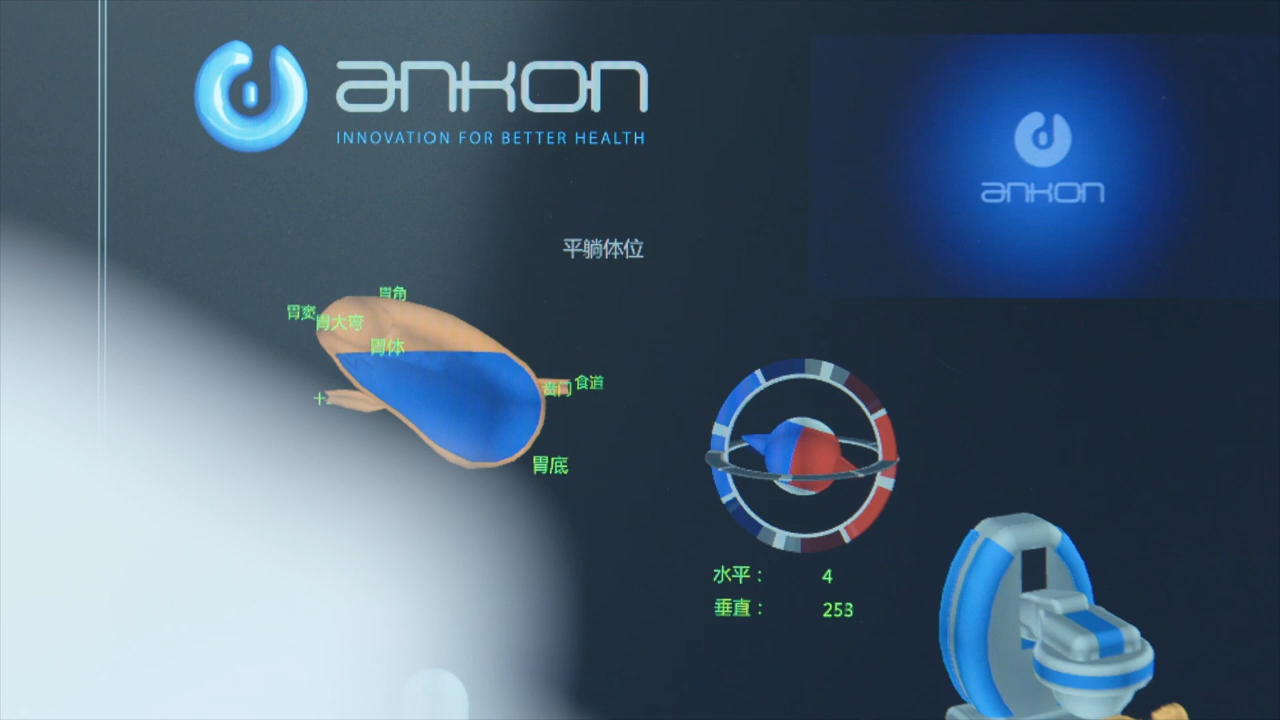 ankon
INNOVATION FOR BETTER HEALTH
ankon
平躺体位
胃角
胃窦
胃大弯
胃体
十
贲门
食道
胃底
水平： 4
垂直： 253